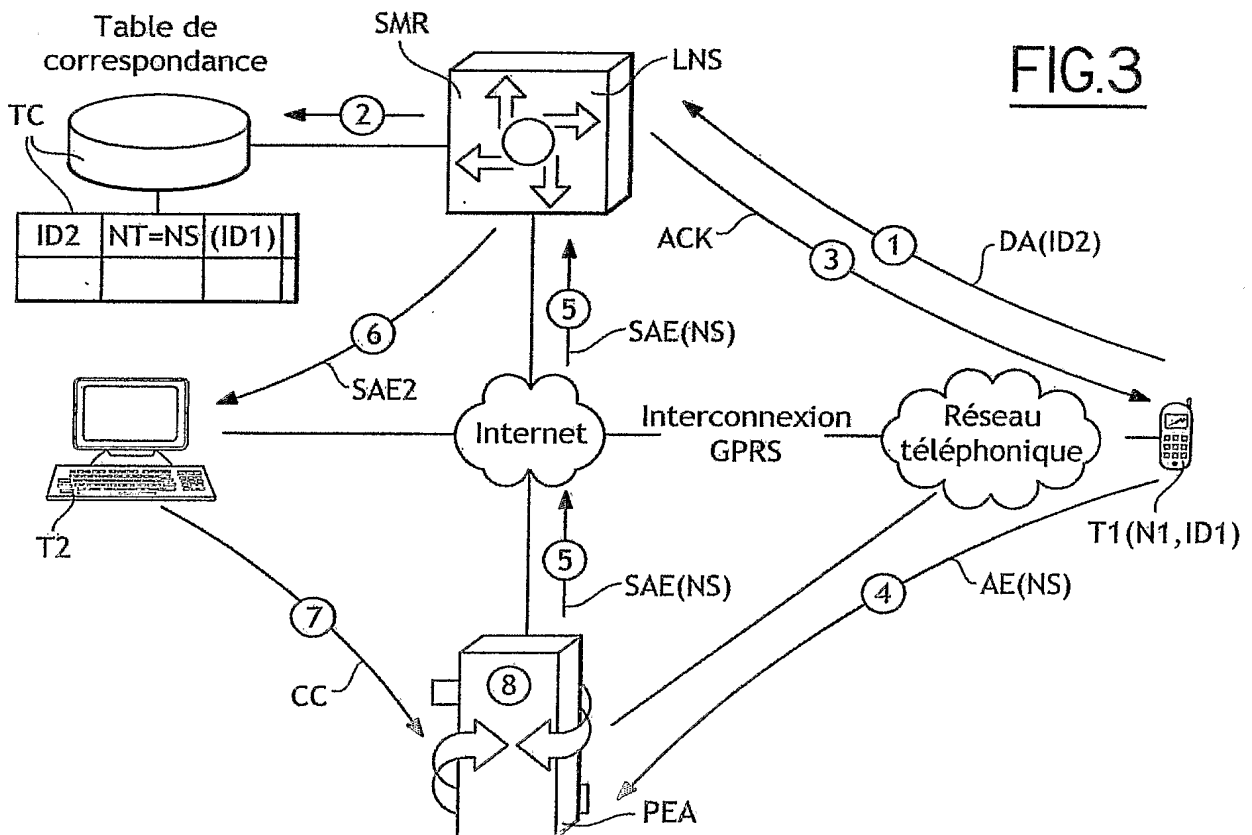 Table de
correspondance
SMR
LNS
FIG.3
TC
2
ID2 NT=NS (ID1)
ACK
1
3
DA(ID2)
5
SAE(NS)
6
SAE2
Internet
Interconnexion
GPRS
Réseau
téléphonique
T2
T1(N1,ID1)
5
SAE(NS)
4
AE(NS)
7
CC
8
PEA